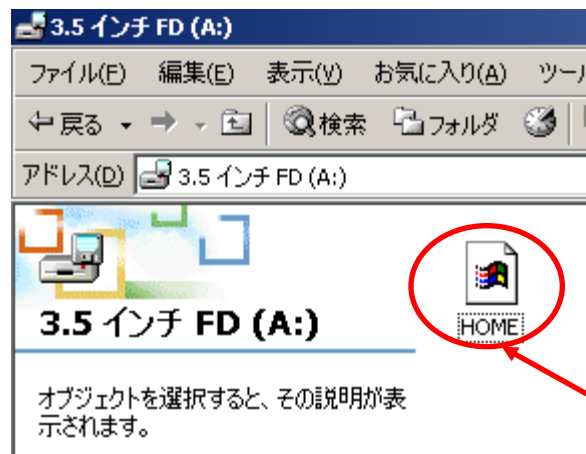 3.5 インチ FD (A:)
ファイル(F) 編集(E) 表示(V) お気に入り(A) ツール
戻る 検索 フォルダ
アドレス(D) 3.5 インチ FD (A:)
HOME
3.5 インチ FD (A:)
オブジェクトを選択すると、その説明が表
示されます。